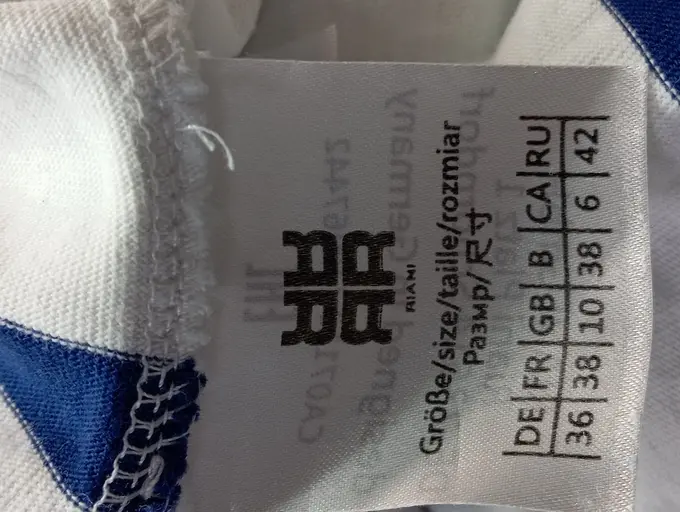 RIANI
Größe/size/taille/rozmiar
Размер/尺寸
DE FR GB B CA RU
36 38 10 38 6 42